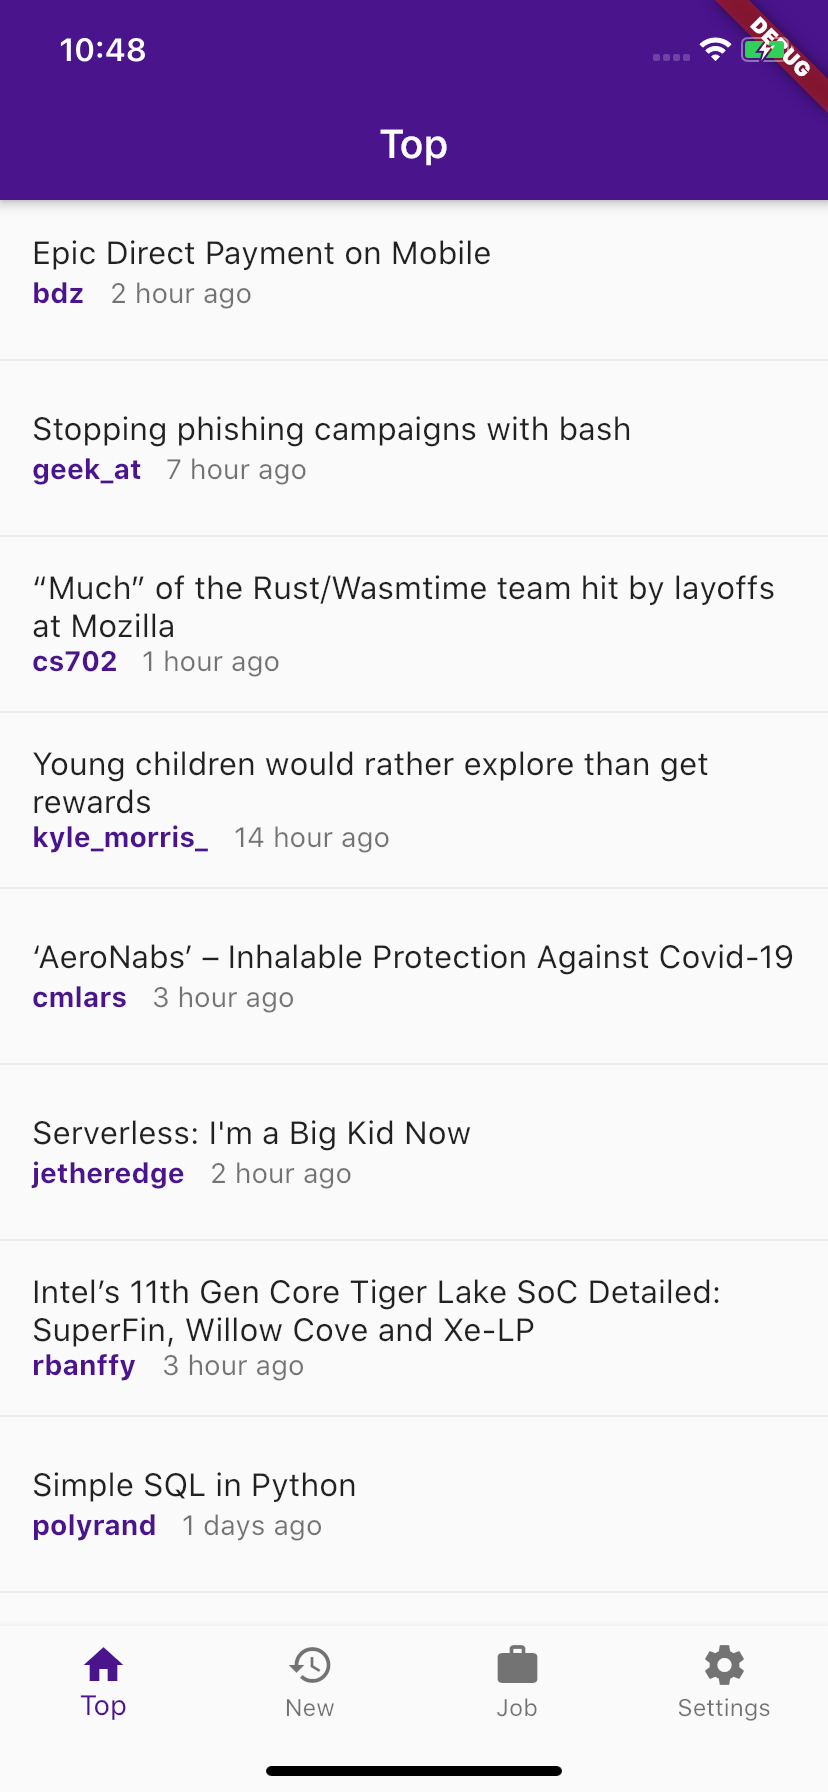 10:48
DEBUG
Top
Epic Direct Payment on Mobile
bdz 2 hour ago
Stopping phishing campaigns with bash
geek_at 7 hour ago
“Much” of the Rust/Wasmtime team hit by layoffs
at Mozilla
cs702 1 hour ago
Young children would rather explore than get
rewards
kyle_morris_ 14 hour ago
‘AeroNabs’ – Inhalable Protection Against Covid-19
cmlars 3 hour ago
Serverless: I'm a Big Kid Now
jetheredge 2 hour ago
Intel’s 11th Gen Core Tiger Lake SoC Detailed:
SuperFin, Willow Cove and Xe-LP
rbanffy 3 hour ago
Simple SQL in Python
polyrand 1 days ago
Top New Job Settings